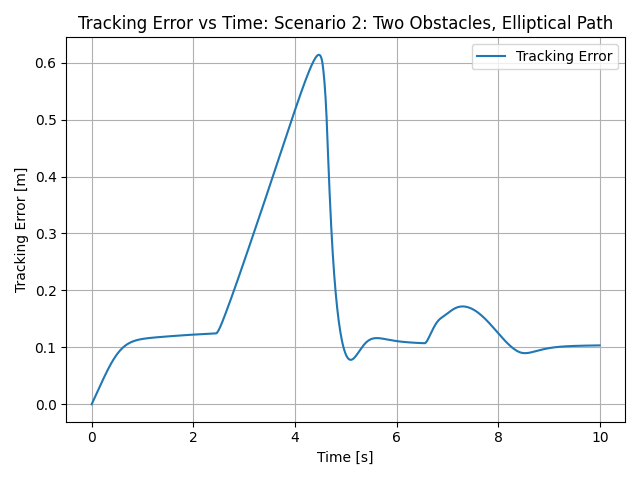 Tracking Error vs Time: Scenario 2: Two Obstacles, Elliptical Path
Tracking Error
0.6
0.5
0.4
0.3
0.2
0.1
0.0
Tracking Error [m]
0 2 4 6 8 10
Time [s]